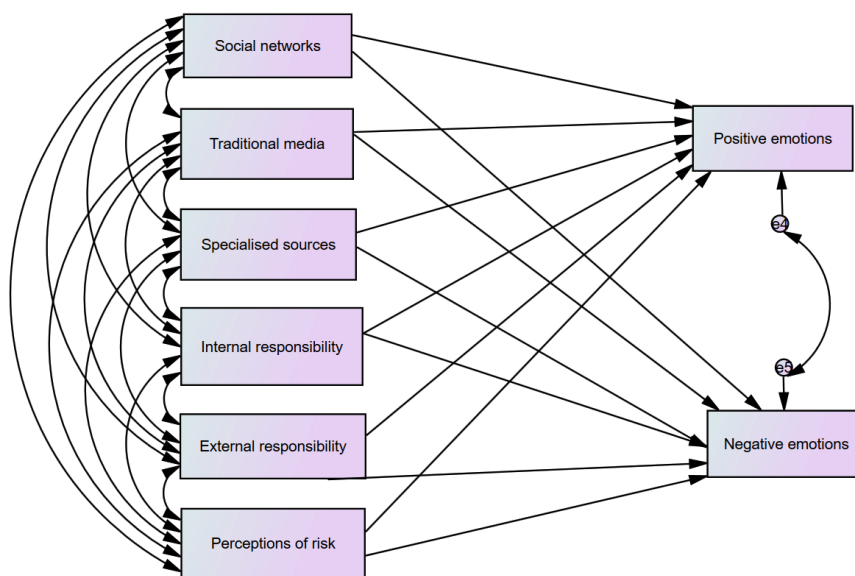 Social networks
Traditional media
Specialised sources
Internal responsibility
External responsibility
Perceptions of risk
Positive emotions
e4
e5
Negative emotions